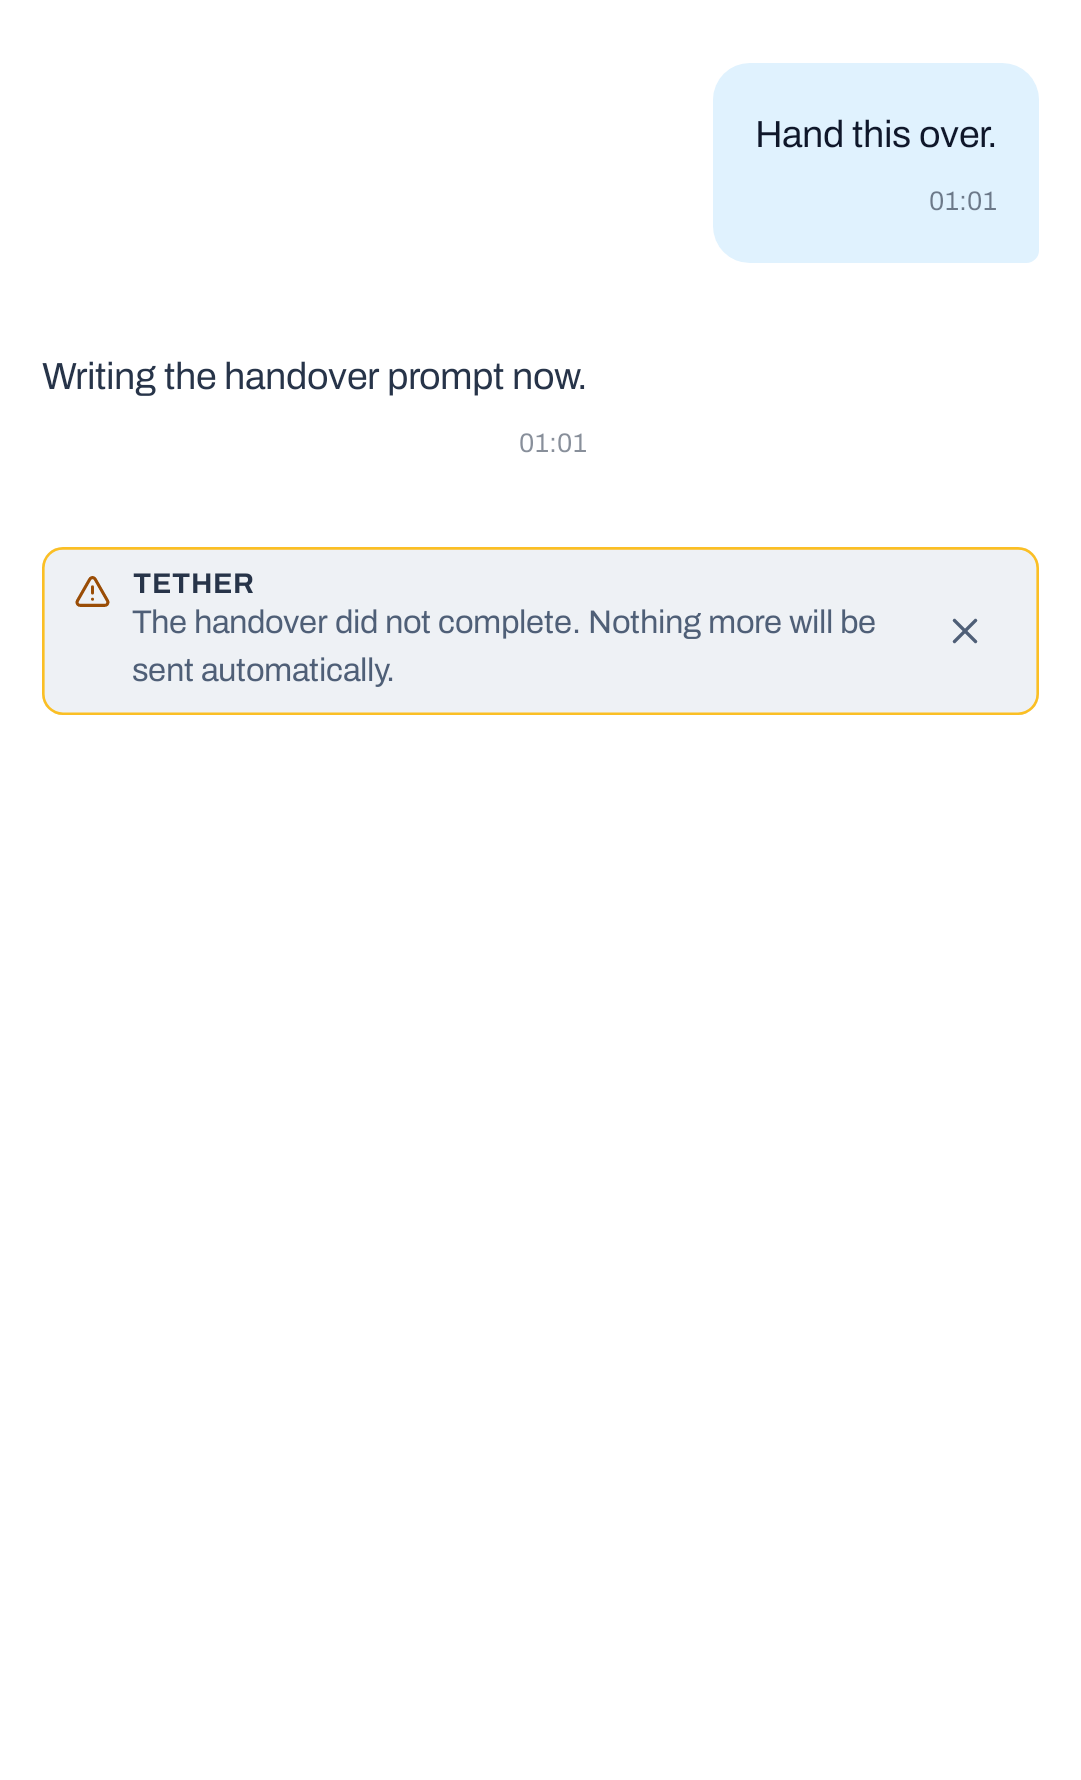 Hand this over.
01:01
Writing the handover prompt now.
01:01
TETHER
The handover did not complete. Nothing more will be
sent automatically.